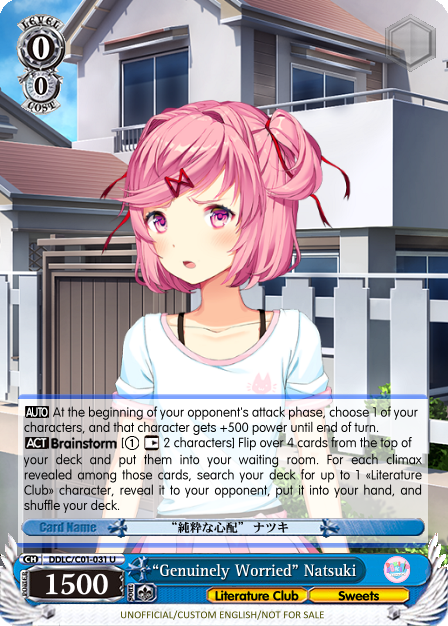 LEVEL
0
0
COST
AUTO At the beginning of your opponent's attack phase, choose 1 of your
characters, and that character gets +500 power until end of turn.
ACT Brainstorm [① 2 characters] Flip over 4 cards from the top of
your deck and put them into your waiting room. For each climax
revealed among those cards, search your deck for up to 1 «Literature
Club» character, reveal it to your opponent, put it into your hand, and
shuffle your deck.
Card Name
“純粋な心配” ナツキ
CH DDLC/C01-031 U
POWER 1500 SOUL “Genuinely Worried” Natsuki
Literature Club Sweets
UNOFFICIAL/CUSTOM ENGLISH/NOT FOR SALE